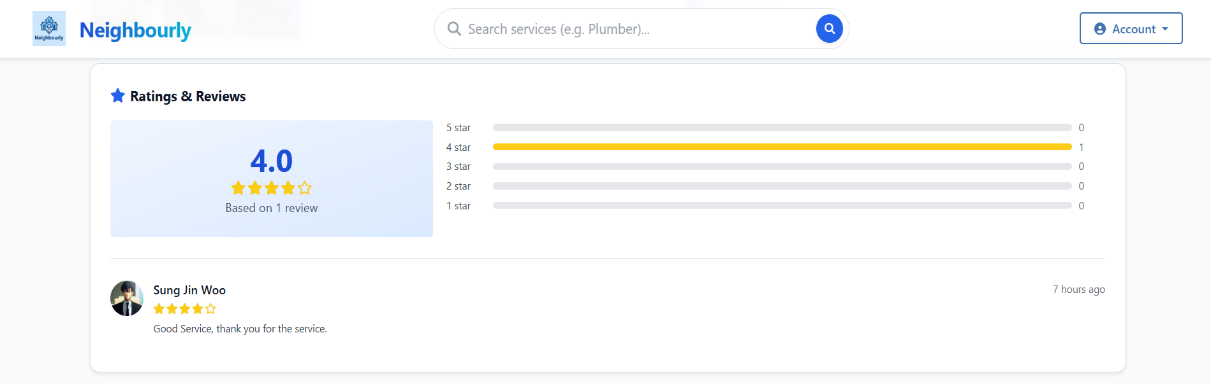 Neighbourly
Neighbourly
Search services (e.g. Plumber)...
Account
Ratings & Reviews
4.0
Based on 1 review
5 star 0
4 star 1
3 star 0
2 star 0
1 star 0
Sung Jin Woo
7 hours ago
Good Service, thank you for the service.